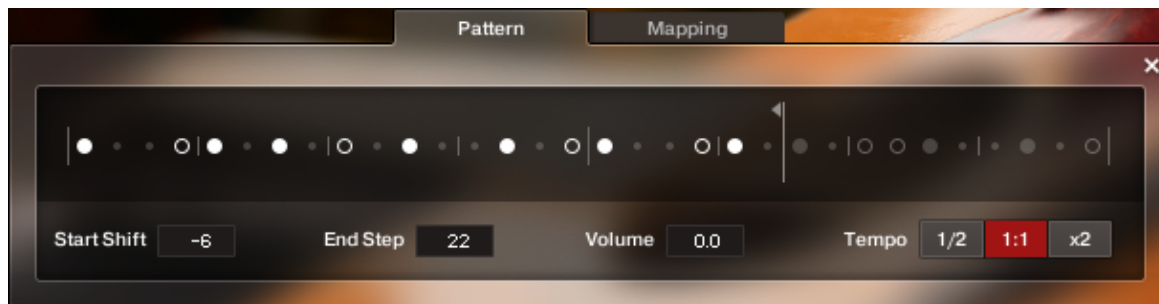 Pattern Mapping
×
Start Shift -6 End Step 22 Volume 0.0 Tempo 1/2 1:1 x2